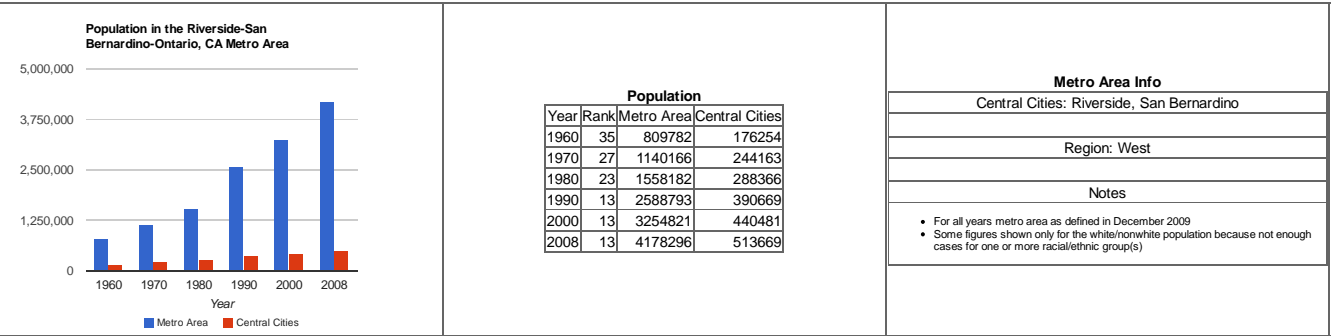 Population in the Riverside-San
Bernardino-Ontario, CA Metro Area
5,000,000
3,750,000
2,500,000
1,250,000
0
1960 1970 1980 1990 2000 2008
Year
Metro Area Central Cities
Population
Year Rank Metro Area Central Cities
1960 35 809782 176254
1970 27 1140166 244163
1980 23 1558182 288366
1990 13 2588793 390669
2000 13 3254821 440481
2008 13 4178296 513669
Metro Area Info
Central Cities: Riverside, San Bernardino
Region: West
Notes
• For all years metro area as defined in December 2009
• Some figures shown only for the white/nonwhite population because not enough
cases for one or more racial/ethnic group(s)